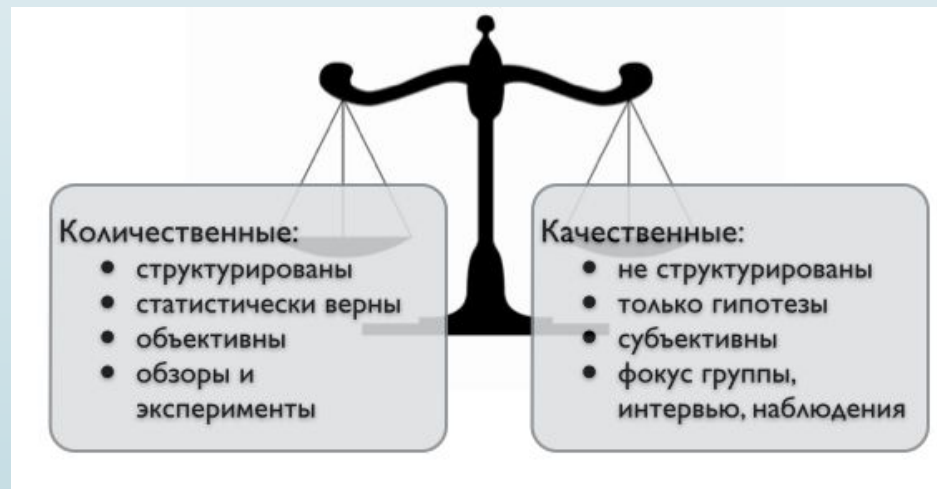 Количественные:
• структурированы
• статистически верны
• объективны
• обзоры и
эксперименты
Качественные:
• не структурированы
• только гипотезы
• субъективны
• фокус группы,
интервью, наблюдения